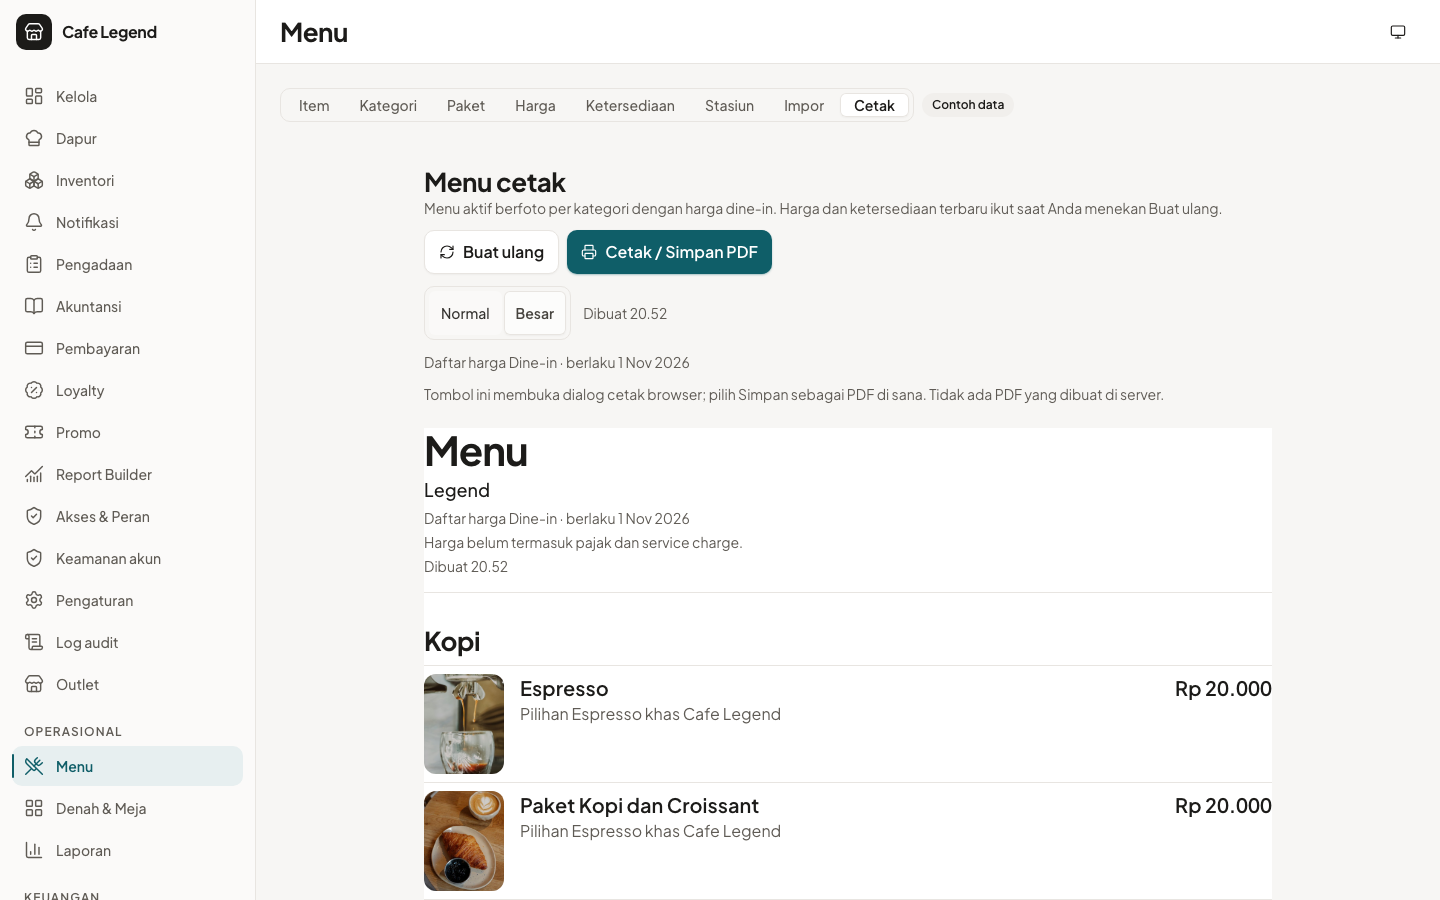 Cafe Legend
Kelola
Dapur
Inventori
Notifikasi
Pengadaan
Akuntansi
Pembayaran
Loyalty
Promo
Report Builder
Akses & Peran
Keamanan akun
Pengaturan
Log audit
Outlet
OPERASIONAL
Menu
Denah & Meja
Laporan
KEUANGAN
Menu
Item Kategori Paket Harga Ketersediaan Stasiun Impor Cetak Contoh data
Menu cetak
Menu aktif berfoto per kategori dengan harga dine-in. Harga dan ketersediaan terbaru ikut saat Anda menekan Buat ulang.
Buat ulang Cetak / Simpan PDF
Normal Besar Dibuat 20.52
Daftar harga Dine-in · berlaku 1 Nov 2026
Tombol ini membuka dialog cetak browser; pilih Simpan sebagai PDF di sana. Tidak ada PDF yang dibuat di server.
Menu
Legend
Daftar harga Dine-in · berlaku 1 Nov 2026
Harga belum termasuk pajak dan service charge.
Dibuat 20.52
Kopi
Espresso Rp 20.000
Pilihan Espresso khas Cafe Legend
Paket Kopi dan Croissant Rp 20.000
Pilihan Espresso khas Cafe Legend